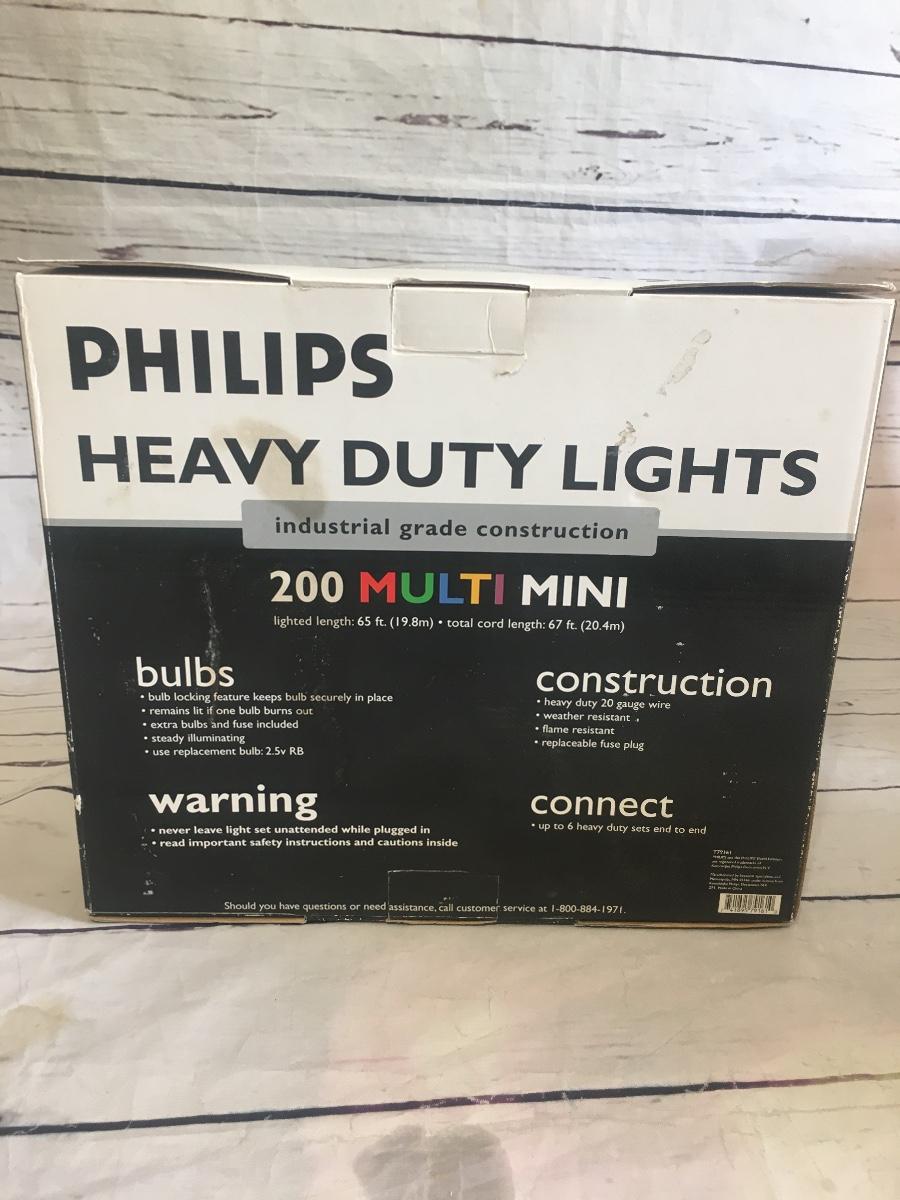 PHILIPS
HEAVY DUTY LIGHTS
industrial grade construction
200 MULTI MINI
lighted length: 65 ft. (19.8m) • total cord length: 67 ft. (20.4m)
bulbs
• bulb locking feature keeps bulb securely in place
• remains lit if one bulb burns out
• extra bulbs and fuse included
• steady illuminating
• use replacement bulb: 2.5v RB
construction
• heavy duty 20 gauge wire
• weather resistant
• flame resistant
• replaceable fuse plug
warning
• never leave light set unattended while plugged in
• read important safety instructions and cautions inside
connect
• up to 6 heavy duty sets end to end
T79161
Should you have questions or need assistance, call customer service at 1-800-884-1971.